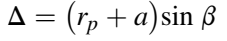 Δ = (r_p + a) sin β